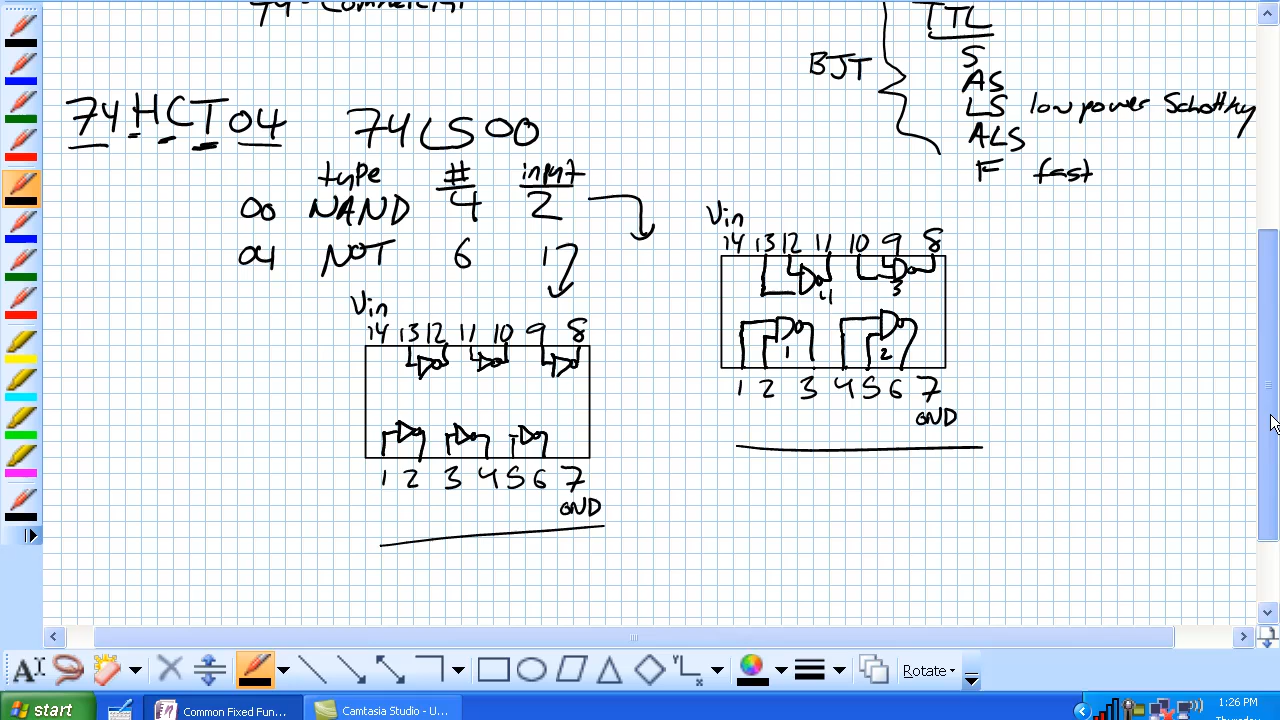 TTL
BJT
S
AS
LS low power Schottky
ALS
F fast
74HCT04 74LS00
type # input
00 NAND 4 2
04 NOT 6 1
Vin
14 13 12 11 10 9 8
4 3
1 2
1 2 3 4 5 6 7
GND
Vin
14 13 12 11 10 9 8
1 2 3 4 5 6 7
GND
Rotate
start
Common Fixed Fun...
Camtasia Studio - U...
1:26 PM